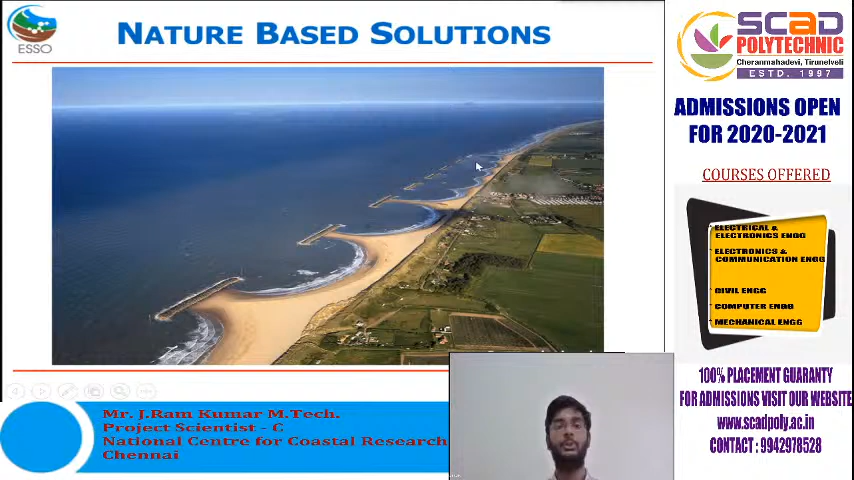 ESSO
NATURE BASED SOLUTIONS
SCAD
POLYTECHNIC
Cheranmahadevi, Tirunelveli
ESTD. 1997
ADMISSIONS OPEN
FOR 2020-2021
COURSES OFFERED
ELECTRICAL &
ELECTRONICS ENGG
ELECTRONICS &
COMMUNICATION ENGG
CIVIL ENGG
COMPUTER ENGG
MECHANICAL ENGG
100% PLACEMENT GUARANTY
FOR ADMISSIONS VISIT OUR WEBSITE
www.scadpoly.ac.in
CONTACT : 9942978528
Mr. J.Ram Kumar M.Tech.
Project Scientist - C
National Centre for Coastal Research
Chennai